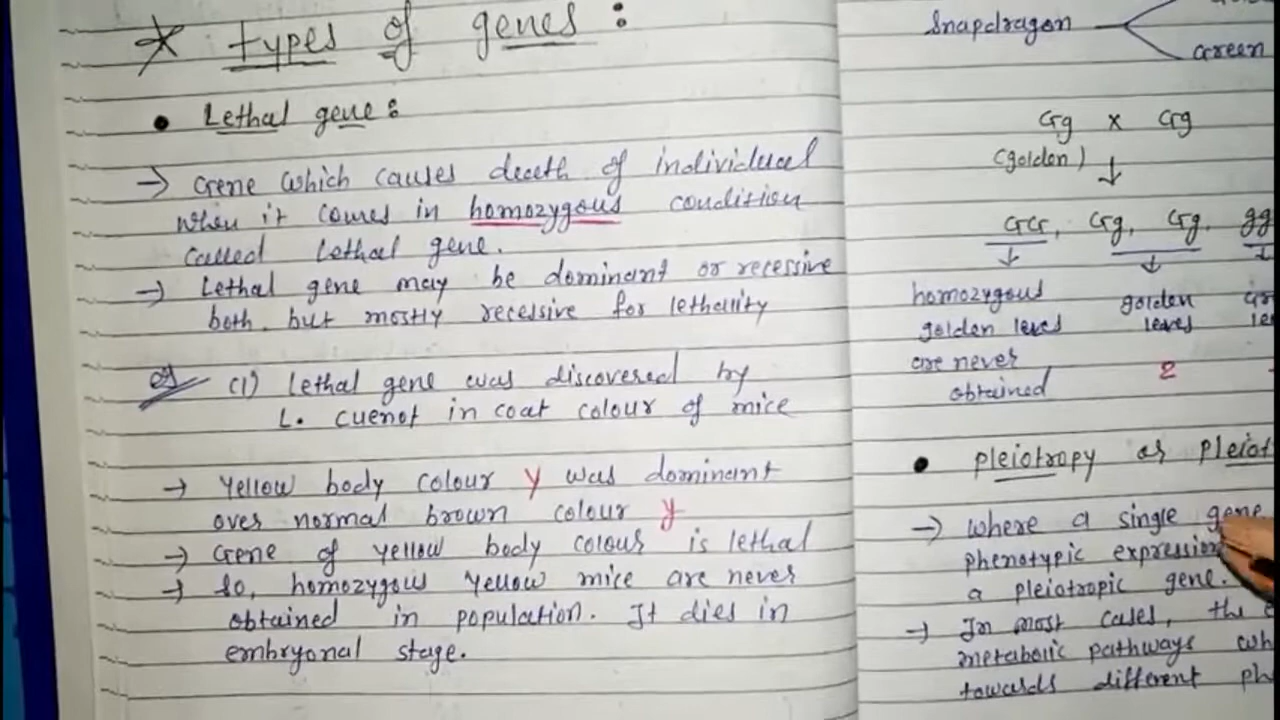 * Types of genes :
• Lethal gene :
→ Gene which causes death of individual
when it comes in homozygous condition
called lethal gene.
→ Lethal gene may be dominant or recessive
both. but mostly recessive for lethality
(1) Lethal gene was discovered by
L. cuenot in coat colour of mice
→ Yellow body colour Y was dominant
over normal brown colour y
→ Gene of yellow body colour is lethal
→ So, homozygous yellow mice are never
obtained in population. It dies in
embryonal stage.
Snapdragon
Green
Gg x Gg
(golden) ↓
GG, Gg, Gg, gg
homozygous
golden leves
are never
obtained
golden
leves
2
• pleiotropy or
→ where a single gene
phenotypic expression
a pleiotropic gene.
→ In most cases, the
metabolic pathways
towards different